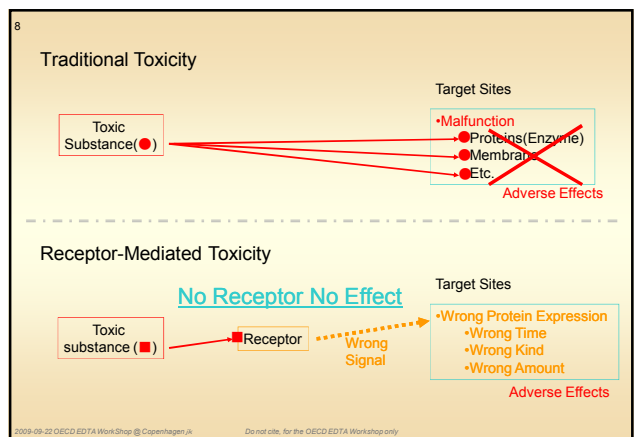 8
Traditional Toxicity
Target Sites
Toxic
Substance(●)
•Malfunction
●Proteins(Enzyme)
●Membrane
●Etc.
Adverse Effects
Receptor-Mediated Toxicity
No Receptor No Effect
Target Sites
Toxic
substance (■)
■Receptor
Wrong
Signal
•Wrong Protein Expression
•Wrong Time
•Wrong Kind
•Wrong Amount
Adverse Effects
2009-09-22 OECD EDTA WorkShop @ Copenhagen jk
Do not cite, for the OECD EDTA Workshop only